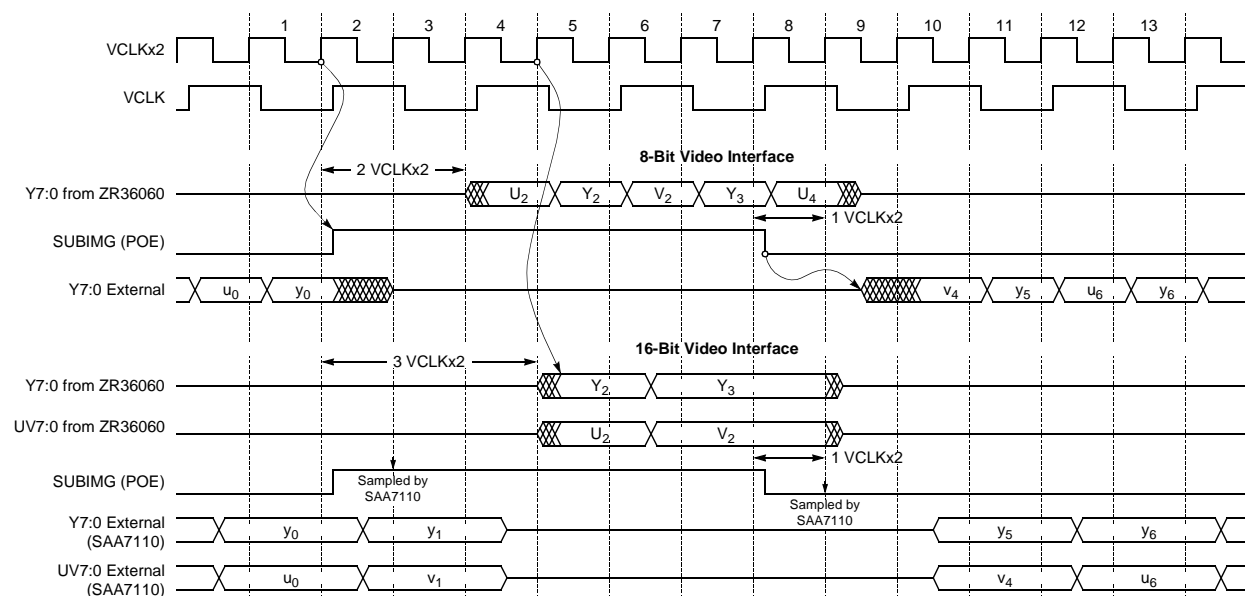 1 2 3 4 5 6 7 8 9 10 11 12 13
VCLKx2
VCLK
8-Bit Video Interface
2 VCLKx2
Y7:0 from ZR36060
U2 Y2 V2 Y3 U4
1 VCLKx2
SUBIMG (POE)
Y7:0 External
u0 y0 v4 y5 u6 y6
16-Bit Video Interface
3 VCLKx2
Y7:0 from ZR36060
Y2 Y3
UV7:0 from ZR36060
U2 V2
1 VCLKx2
SUBIMG (POE)
Sampled by
SAA7110
Sampled by
SAA7110
Y7:0 External
(SAA7110)
y0 y1 y5 y6
UV7:0 External
(SAA7110)
u0 v1 v4 u6